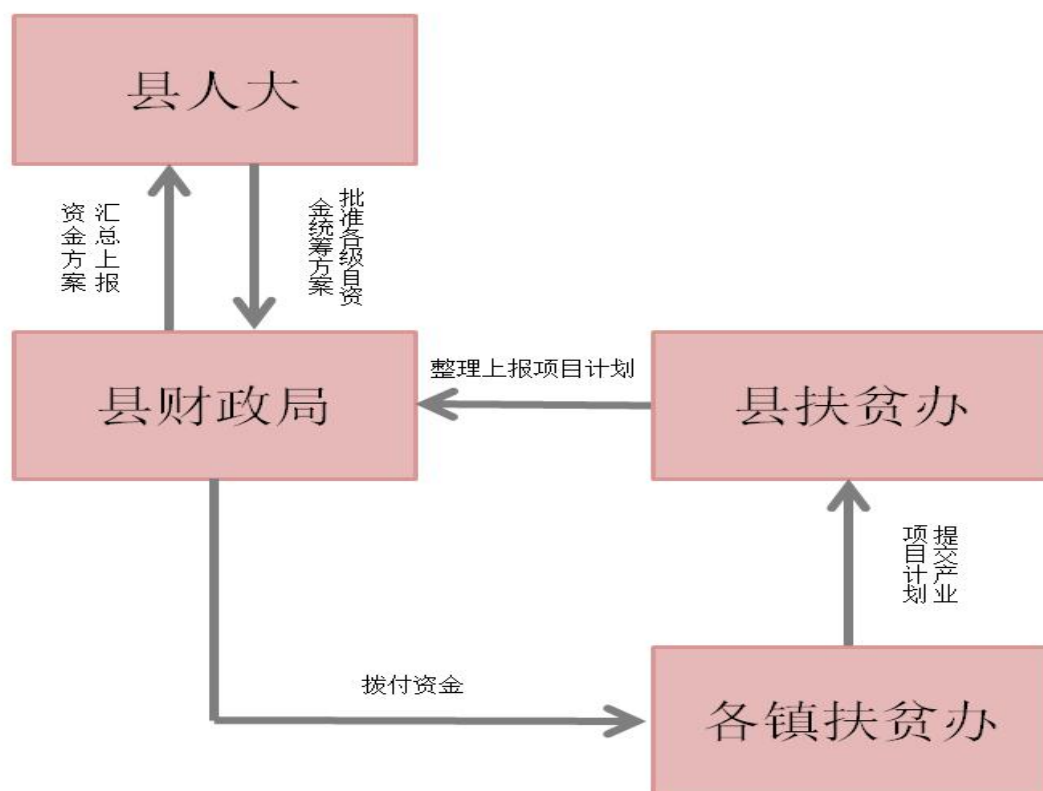 县人大
汇总上报
资金方案
批准各级自资
金统筹方案
整理上报项目计划
县财政局
县扶贫办
提交产业
项目计划
拨付资金
各镇扶贫办